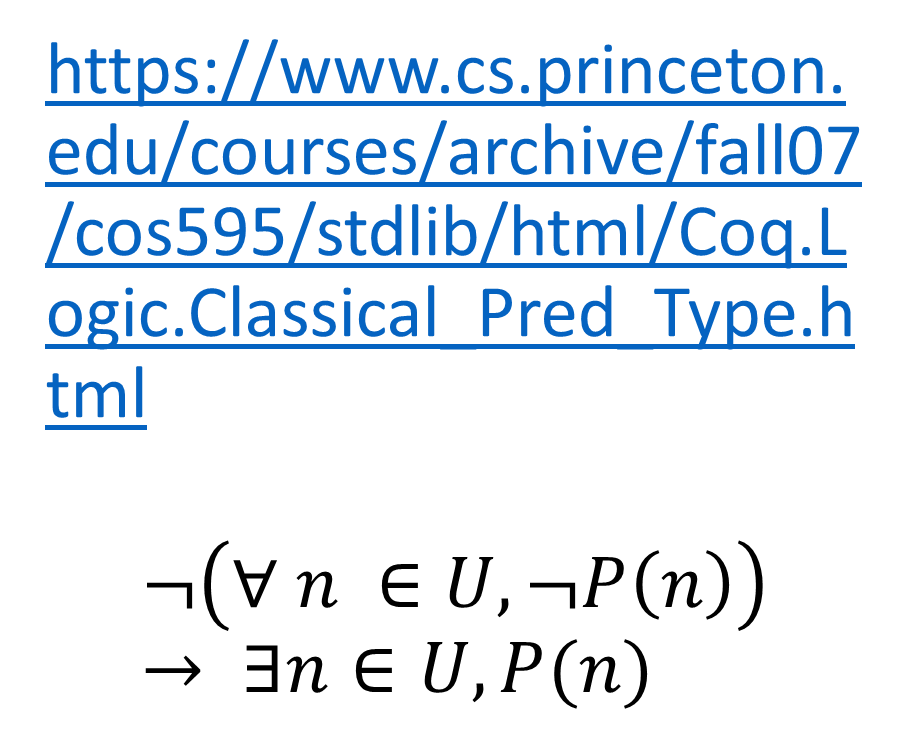 https://www.cs.princeton.
edu/courses/archive/fall07
/cos595/stdlib/html/Coq.L
ogic.Classical_Pred_Type.h
tml
¬(∀ n ∈ U, ¬P(n))
→ ∃n ∈ U, P(n)